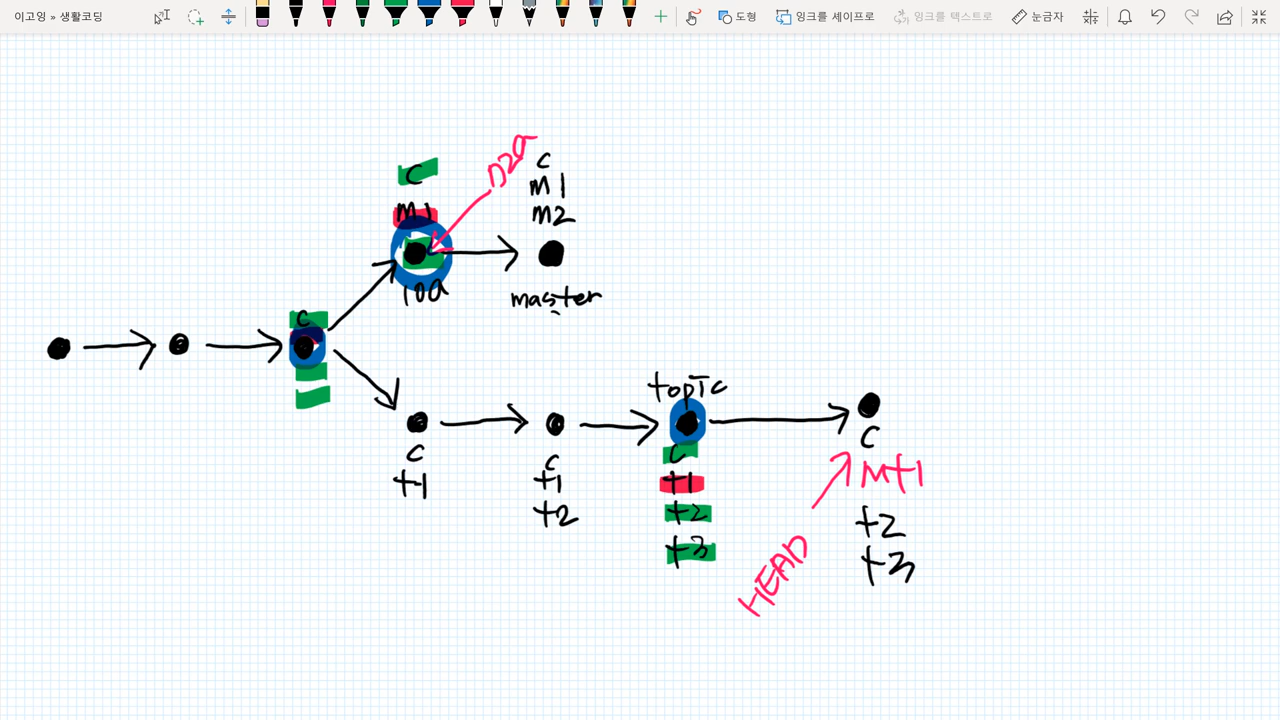 이고잉 » 생활코딩
도형
잉크를 셰이프로
잉크를 텍스트로
눈금자
C
m1
10a
C
m1
m2
master
C
C
t1
C
t1
t2
topic
C
t1
t2
t3
C
M+1
t2
t3
HEAD